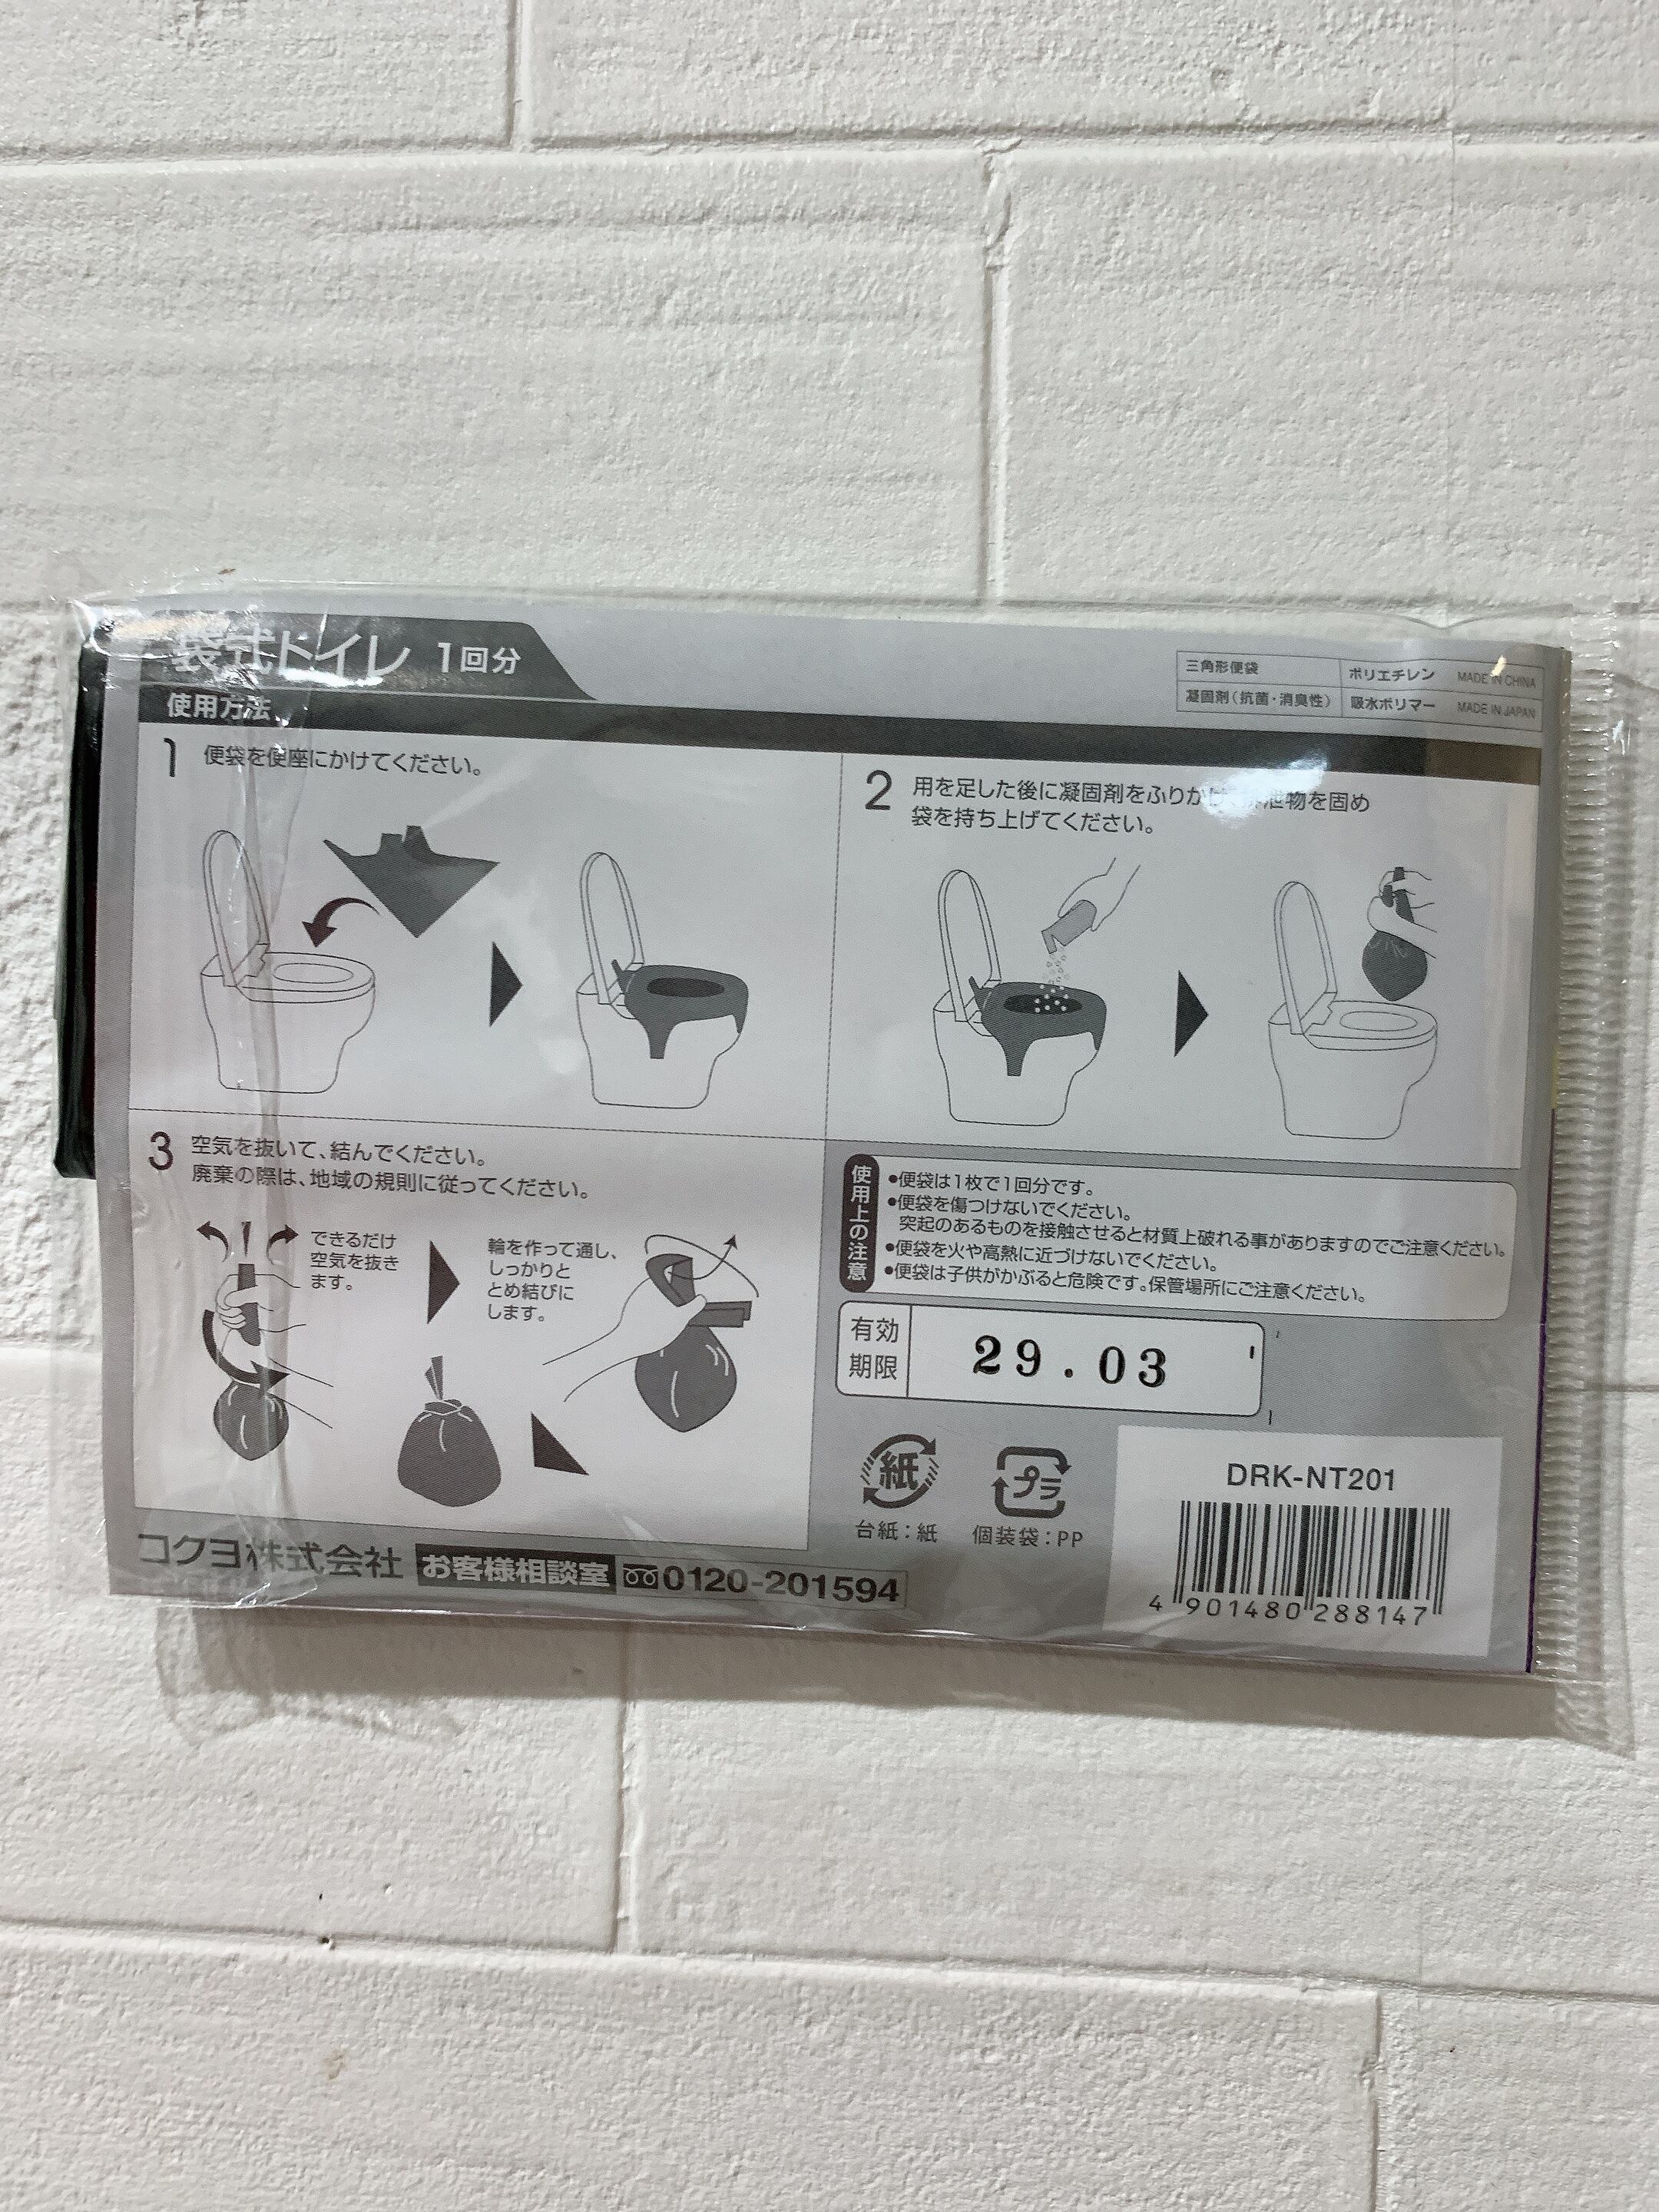 袋式トイレ 1回分
三角形便袋 ポリエチレン MADE IN CHINA
凝固剤(抗菌・消臭性) 吸水ポリマー MADE IN JAPAN
使用方法
1 便袋を便座にかけてください。
2 用を足した後に凝固剤をふりかけ、排泄物を固め
袋を持ち上げてください。
3 空気を抜いて、結んでください。
廃棄の際は、地域の規則に従ってください。
できるだけ
空気を抜き
ます。
輪を作って通し、
しっかりと
とめ結びに
します。
使用上の注意
●便袋は1枚で1回分です。
●便袋を傷つけないでください。
突起のあるものを接触させると材質上破れる事がありますのでご注意ください。
●便袋を火や高熱に近づけないでください。
●便袋は子供がかぶると危険です。保管場所にご注意ください。
有効
期限
29.03
紙
台紙:紙
プラ
個装袋:PP
DRK-NT201
4 901480 288147
コクヨ株式会社 お客様相談室 0120-201594